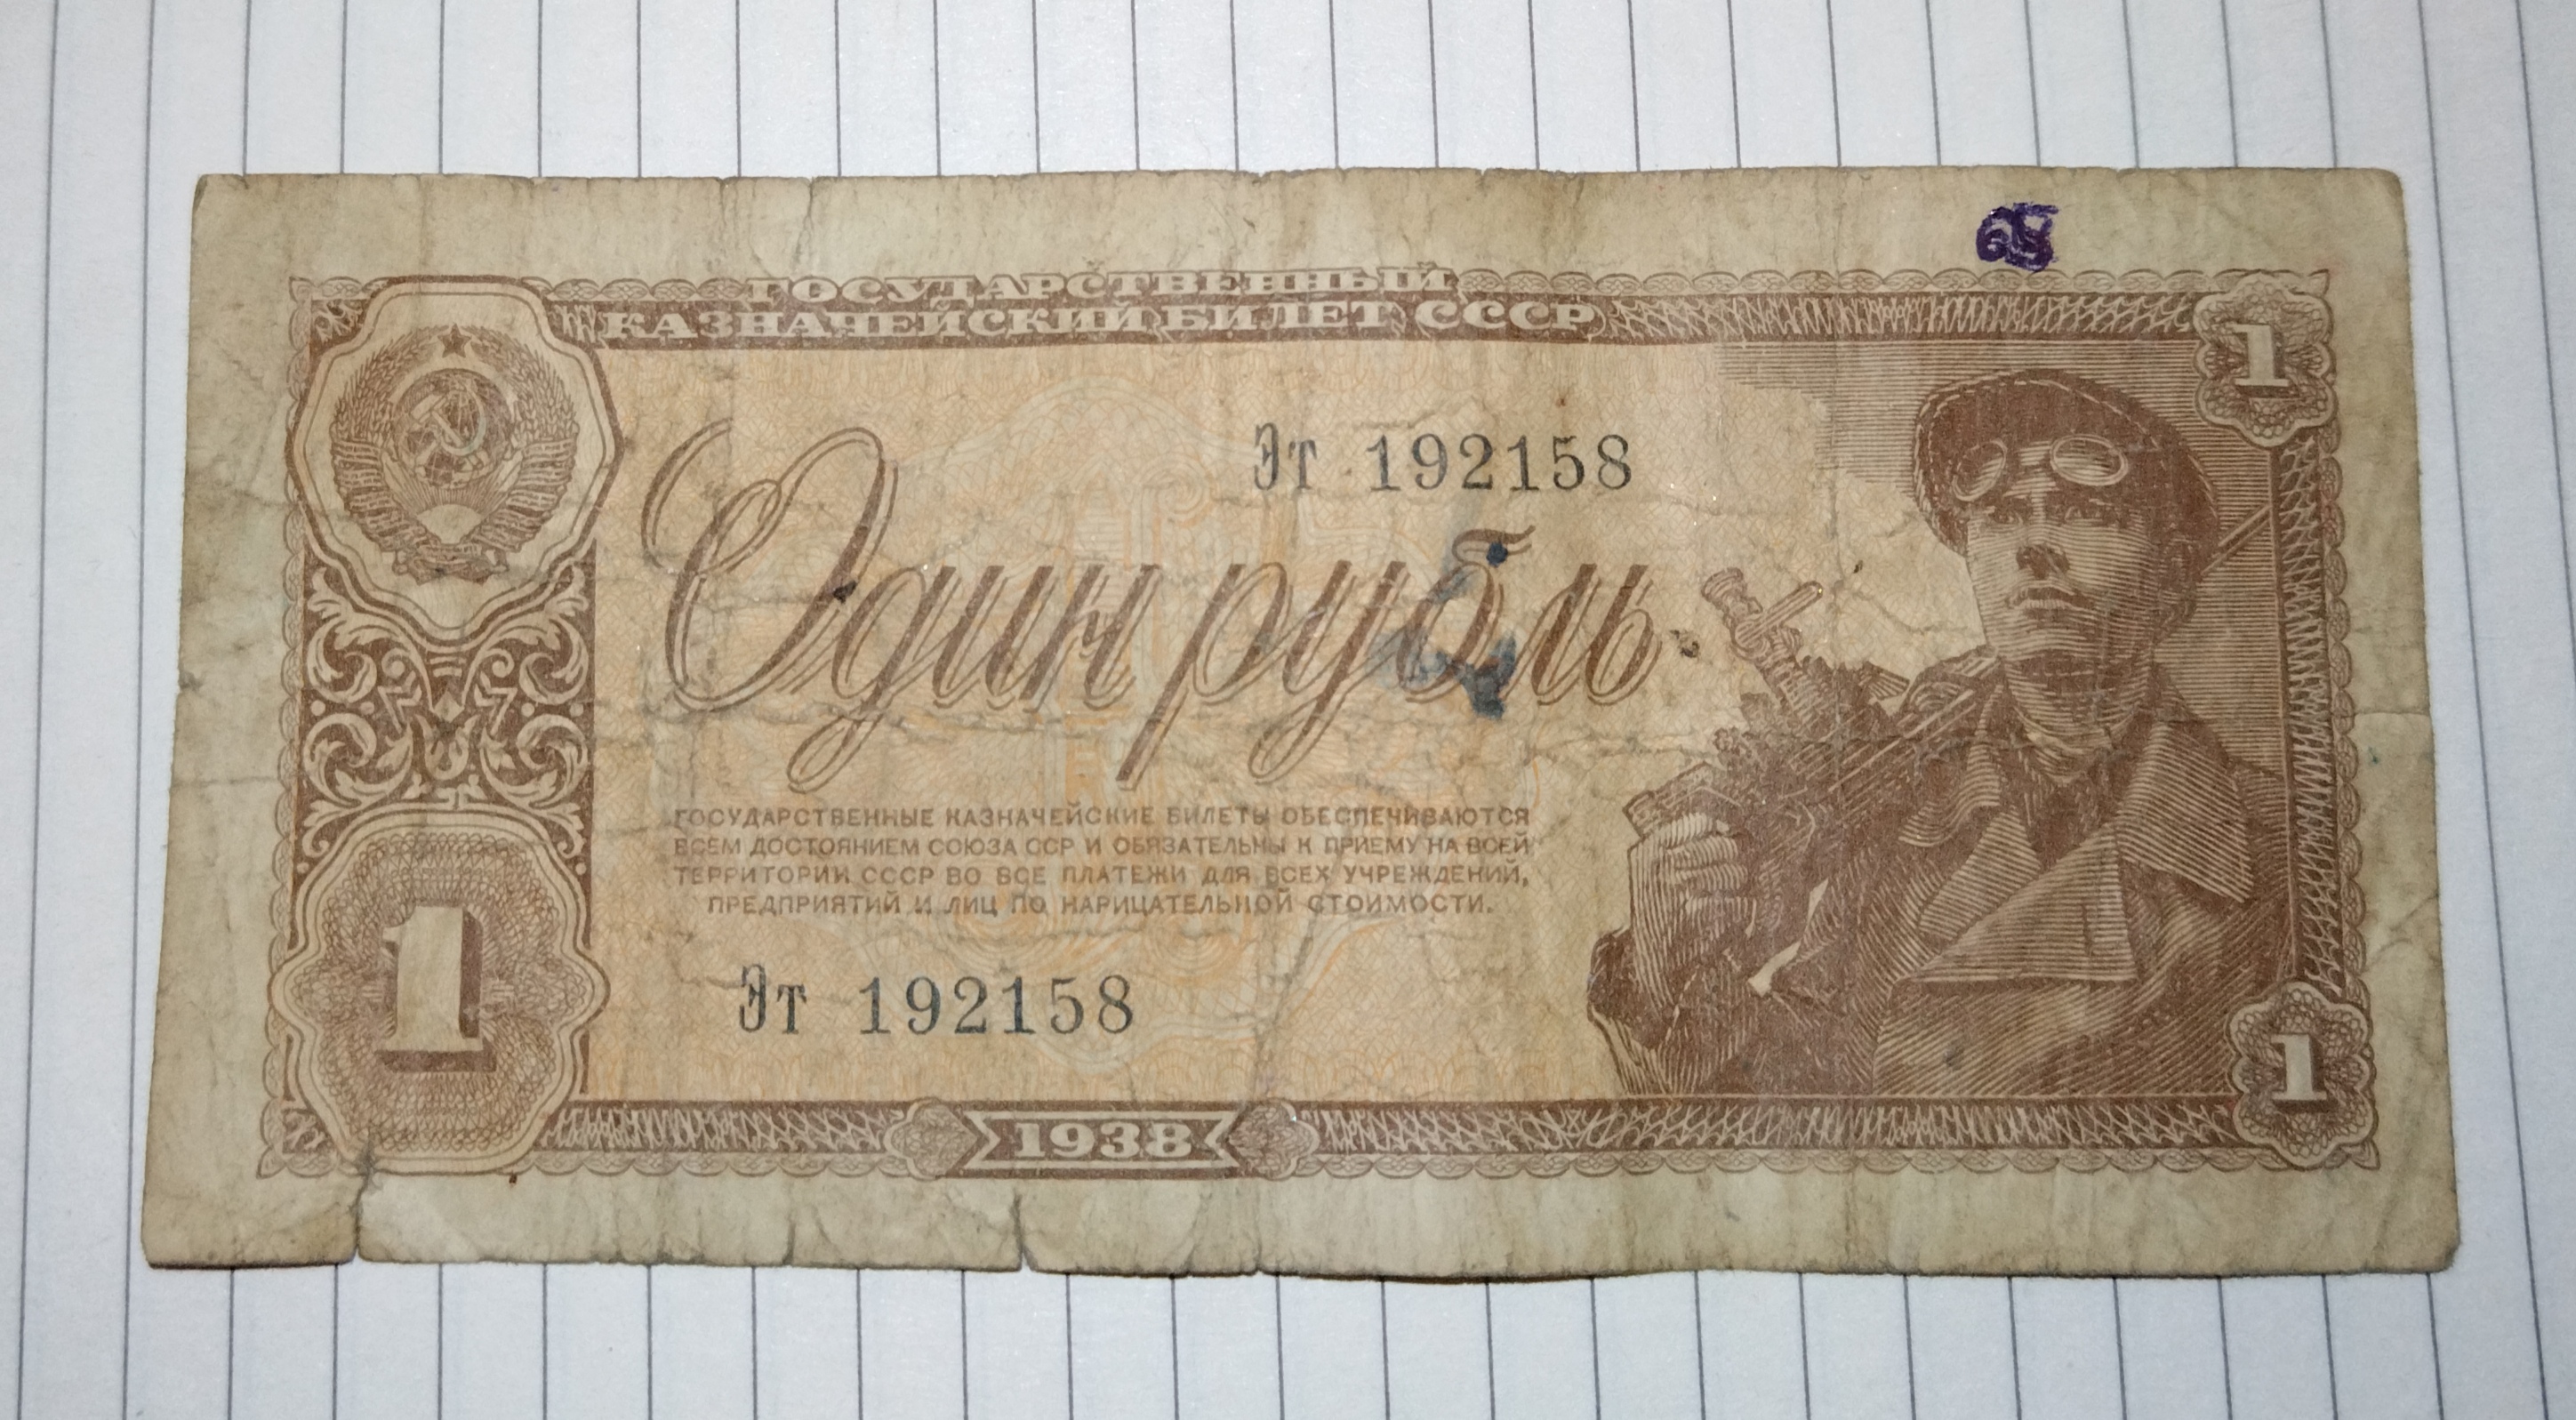 ГОСУДАРСТВЕННЫЙ
КАЗНАЧЕЙСКИЙ БИЛЕТ СССР
1
Эт 192158
Один рубль
ГОСУДАРСТВЕННЫЕ КАЗНАЧЕЙСКИЕ БИЛЕТЫ ОБЕСПЕЧИВАЮТСЯ
ВСЕМ ДОСТОЯНИЕМ СОЮЗА ССР И ОБЯЗАТЕЛЬНЫ К ПРИЕМУ НА ВСЕЙ
ТЕРРИТОРИИ СССР ВО ВСЕ ПЛАТЕЖИ ДЛЯ ВСЕХ УЧРЕЖДЕНИЙ,
ПРЕДПРИЯТИЙ И ЛИЦ ПО НАРИЦАТЕЛЬНОЙ СТОИМОСТИ.
1
Эт 192158
1
1938